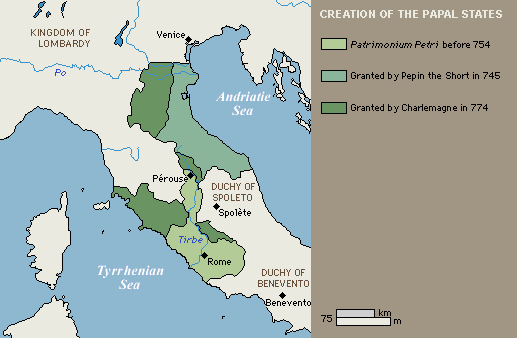 CREATION OF THE PAPAL STATES
KINGDOM OF
LOMBARDY
Venice
Patrimonium Petri before 754
Po
Granted by Pepin the Short in 745
Andriatic
Sea
Granted by Charlemagne in 774
Pérouse
DUCHY OF
SPOLETO
Spolète
Tirbe
Rome
Tyrrhenian
Sea
DUCHY OF
BENEVENTO
Benevento
km
75
m